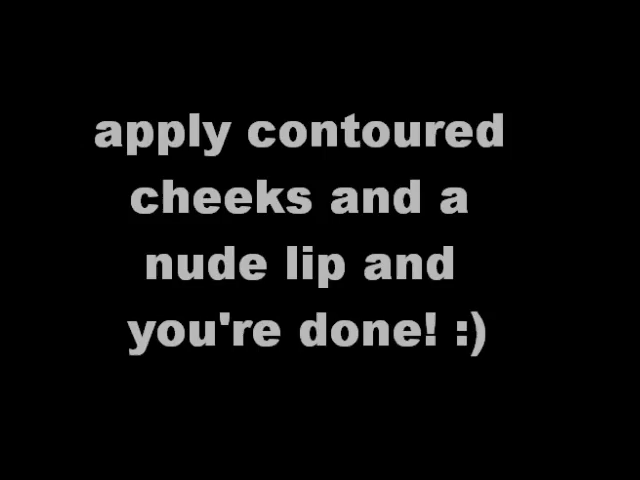 apply contoured
cheeks and a
nude lip and
you're done! :)